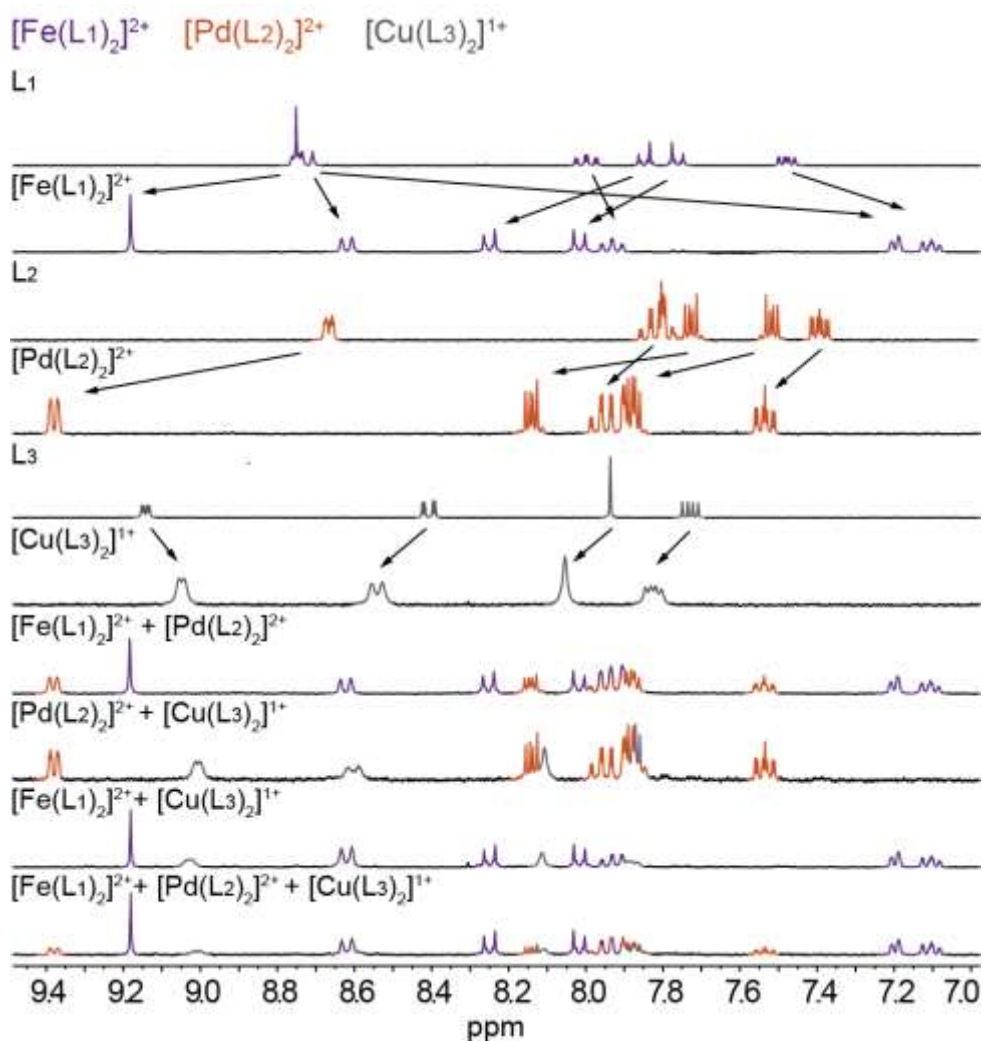 [Fe(L1)2]2+ [Pd(L2)2]2+ [Cu(L3)2]1+
L1
[Fe(L1)2]2+
L2
[Pd(L2)2]2+
L3
[Cu(L3)2]1+
[Fe(L1)2]2+ + [Pd(L2)2]2+
[Pd(L2)2]2+ + [Cu(L3)2]1+
[Fe(L1)2]2+ + [Cu(L3)2]1+
[Fe(L1)2]2+ + [Pd(L2)2]2+ + [Cu(L3)2]1+
9.4 9.2 9.0 8.8 8.6 8.4 8.2 8.0 7.8 7.6 7.4 7.2 7.0
ppm